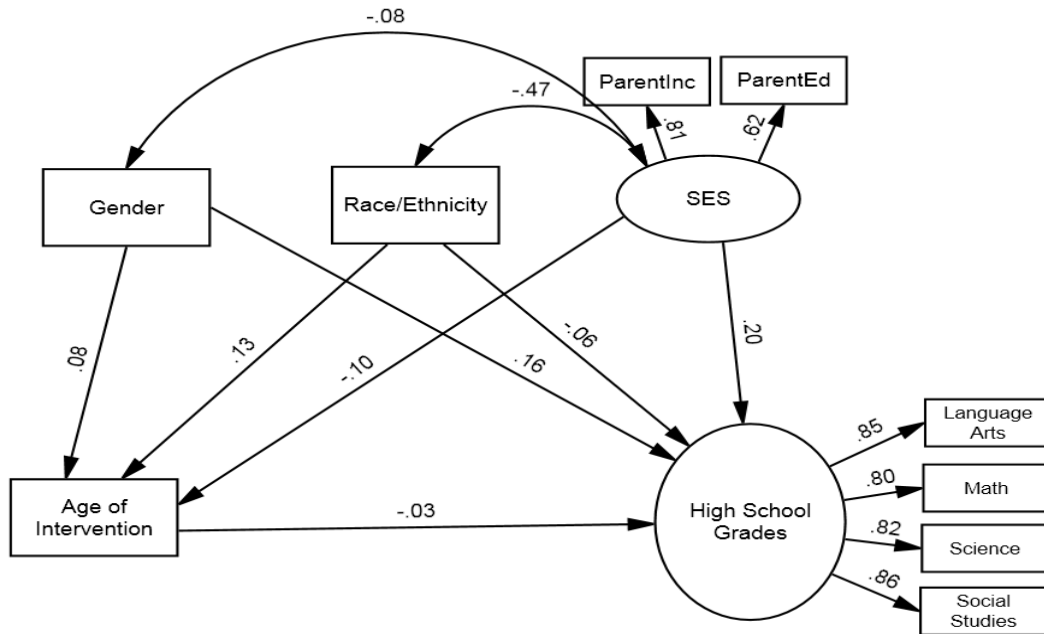 -.08
ParentInc
ParentEd
-.47
.81
.62
Gender
Race/Ethnicity
SES
.08
.13
-.10
.16
-.06
.20
Language
Arts
.85
Math
.80
Age of
Intervention
-.03
High School
Grades
.82
Science
.86
Social
Studies